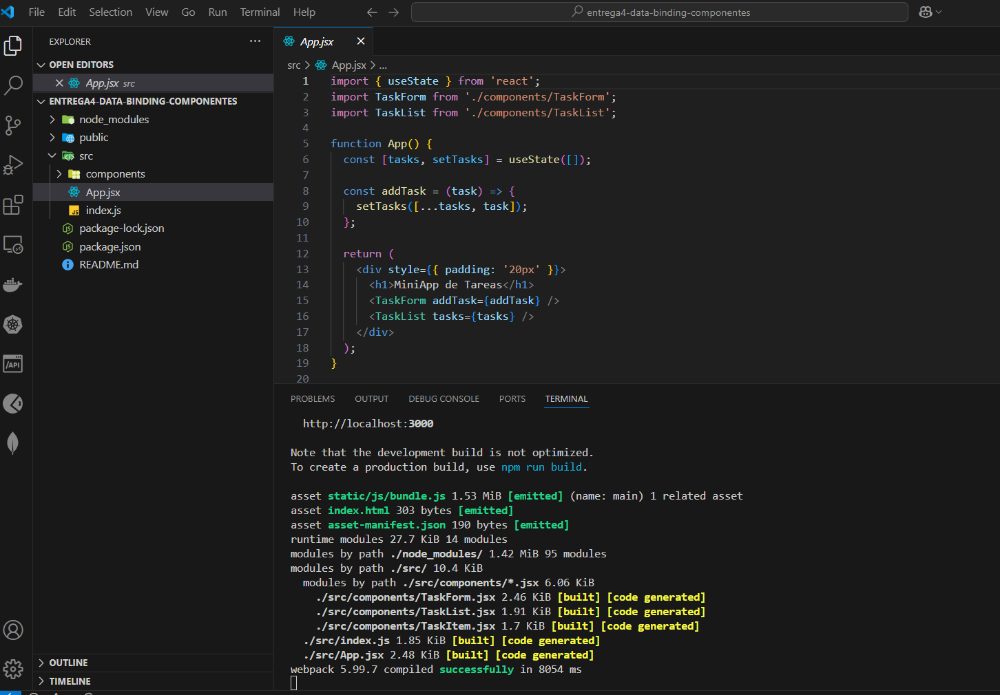 File Edit Selection View Go Run Terminal Help
entrega4-data-binding-componentes
EXPLORER
OPEN EDITORS
App.jsx src
ENTREGA4-DATA-BINDING-COMPONENTES
node_modules
public
src
components
App.jsx
JS index.js
JS package-lock.json
JS package.json
README.md
/API
OUTLINE
TIMELINE
App.jsx
src > App.jsx > ...
1 import { useState } from 'react';
2 import TaskForm from './components/TaskForm';
3 import TaskList from './components/TaskList';
4
5 function App() {
6 const [tasks, setTasks] = useState([]);
7
8 const addTask = (task) => {
9 setTasks([...tasks, task]);
10 };
11
12 return (
13 <div style={{ padding: '20px' }}>
14 <h1>MiniApp de Tareas</h1>
15 <TaskForm addTask={addTask} />
16 <TaskList tasks={tasks} />
17 </div>
18 );
19 }
20
PROBLEMS OUTPUT DEBUG CONSOLE PORTS TERMINAL
http://localhost:3000
Note that the development build is not optimized.
To create a production build, use npm run build.
asset static/js/bundle.js 1.53 MiB [emitted] (name: main) 1 related asset
asset index.html 303 bytes [emitted]
asset asset-manifest.json 190 bytes [emitted]
runtime modules 27.7 KiB 14 modules
modules by path ./node_modules/ 1.42 MiB 95 modules
modules by path ./src/ 10.4 KiB
modules by path ./src/components/*.jsx 6.06 KiB
./src/components/TaskForm.jsx 2.46 KiB [built] [code generated]
./src/components/TaskList.jsx 1.91 KiB [built] [code generated]
./src/components/TaskItem.jsx 1.7 KiB [built] [code generated]
./src/index.js 1.85 KiB [built] [code generated]
./src/App.jsx 2.48 KiB [built] [code generated]
webpack 5.99.7 compiled successfully in 8054 ms